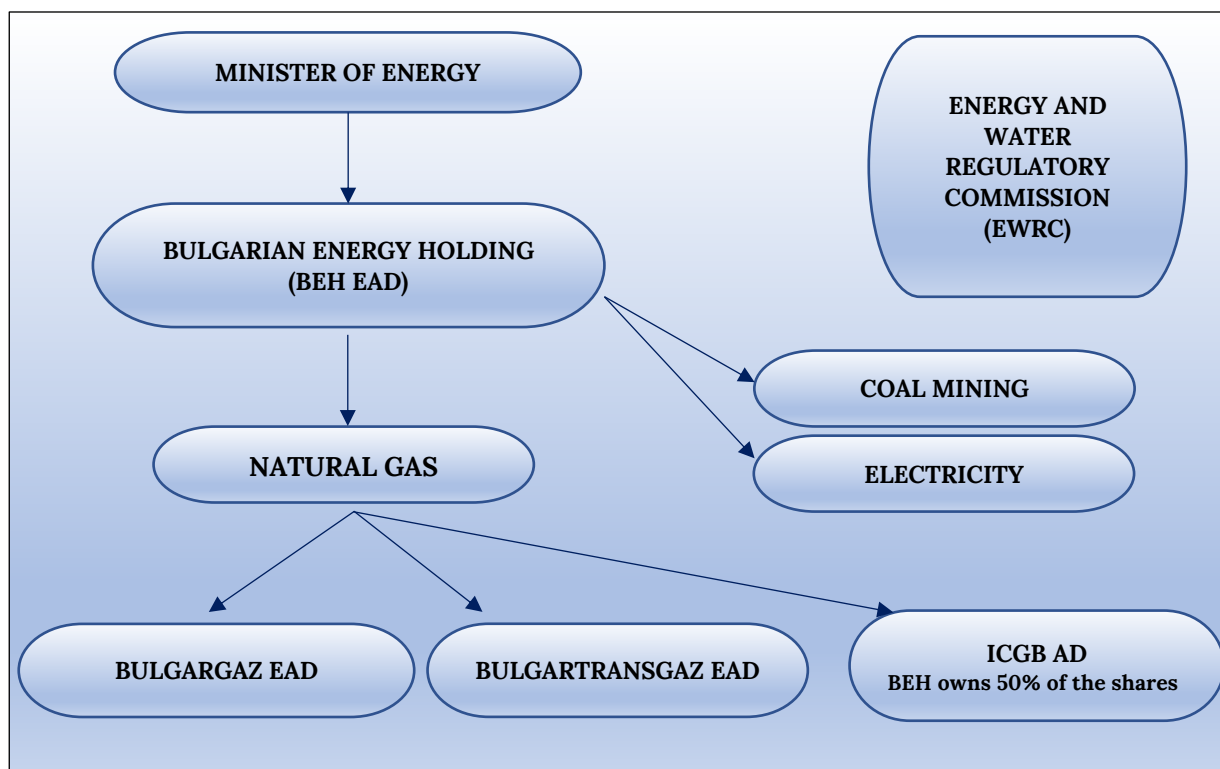 MINISTER OF ENERGY
ENERGY AND
WATER
REGULATORY
COMMISSION
(EWRC)
BULGARIAN ENERGY HOLDING
(BEH EAD)
COAL MINING
ELECTRICITY
NATURAL GAS
BULGARGAZ EAD
BULGARTRANSGAZ EAD
ICGB AD
BEH owns 50% of the shares